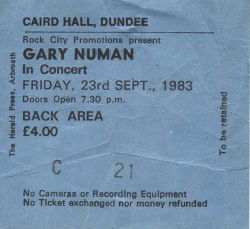 CAIRD HALL, DUNDEE
Rock City Promotions present
GARY NUMAN
In Concert
FRIDAY, 23rd SEPT., 1983
Doors Open 7.30 p.m.
BACK AREA
£4.00
C 21
No Cameras or Recording Equipment
No Ticket exchanged nor money refunded
The Herald Press, Arbroath
To be retained